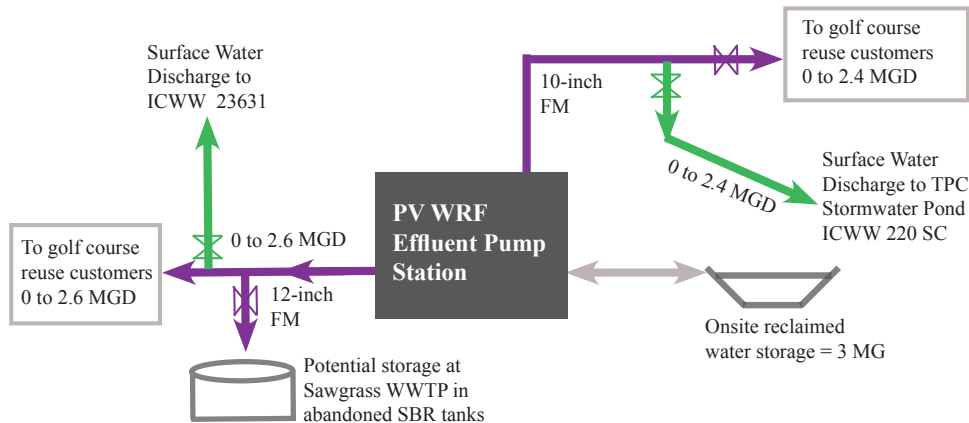 Surface Water
Discharge to
ICWW 23631
To golf course
reuse customers
0 to 2.4 MGD
10-inch
FM
0 to 2.4 MGD
Surface Water
Discharge to TPC
Stormwater Pond
ICWW 220 SC
PV WRF
Effluent Pump
Station
To golf course
reuse customers
0 to 2.6 MGD
0 to 2.6 MGD
12-inch
FM
Onsite reclaimed
water storage = 3 MG
Potential storage at
Sawgrass WWTP in
abandoned SBR tanks